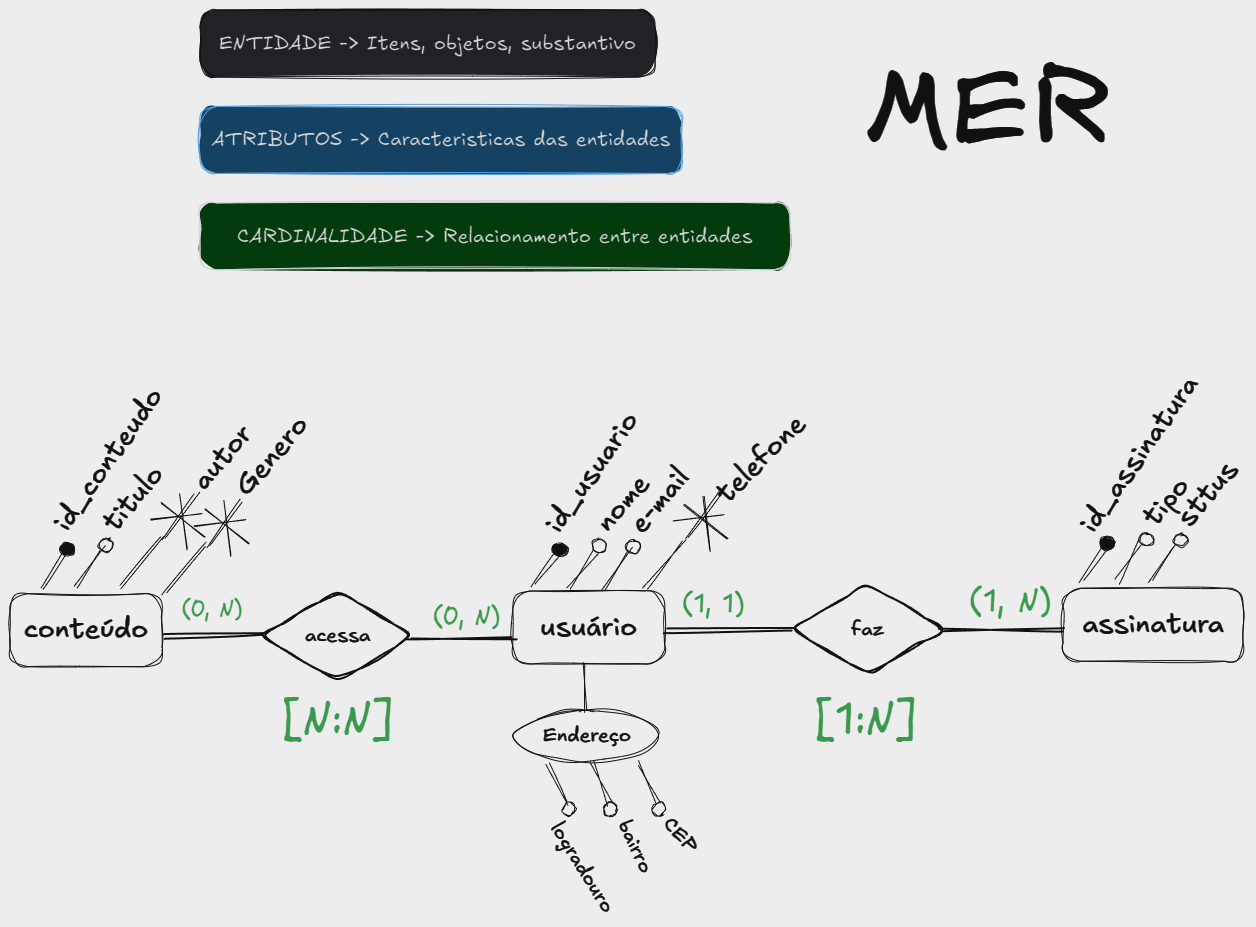 ENTIDADE -> Itens, objetos, substantivo
MER
ATRIBUTOS -> Caracteristicas das entidades
CARDINALIDADE -> Relacionamento entre entidades
id_conteudo
titulo
autor
Genero
id_usuario
nome
e-mail
telefone
id_assinatura
tipo
sttus
conteúdo
(0, N)
acessa
(0, N)
usuário
(1, 1)
faz
(1, N)
assinatura
[N:N]
[1:N]
Endereço
logradouro
bairro
CEP